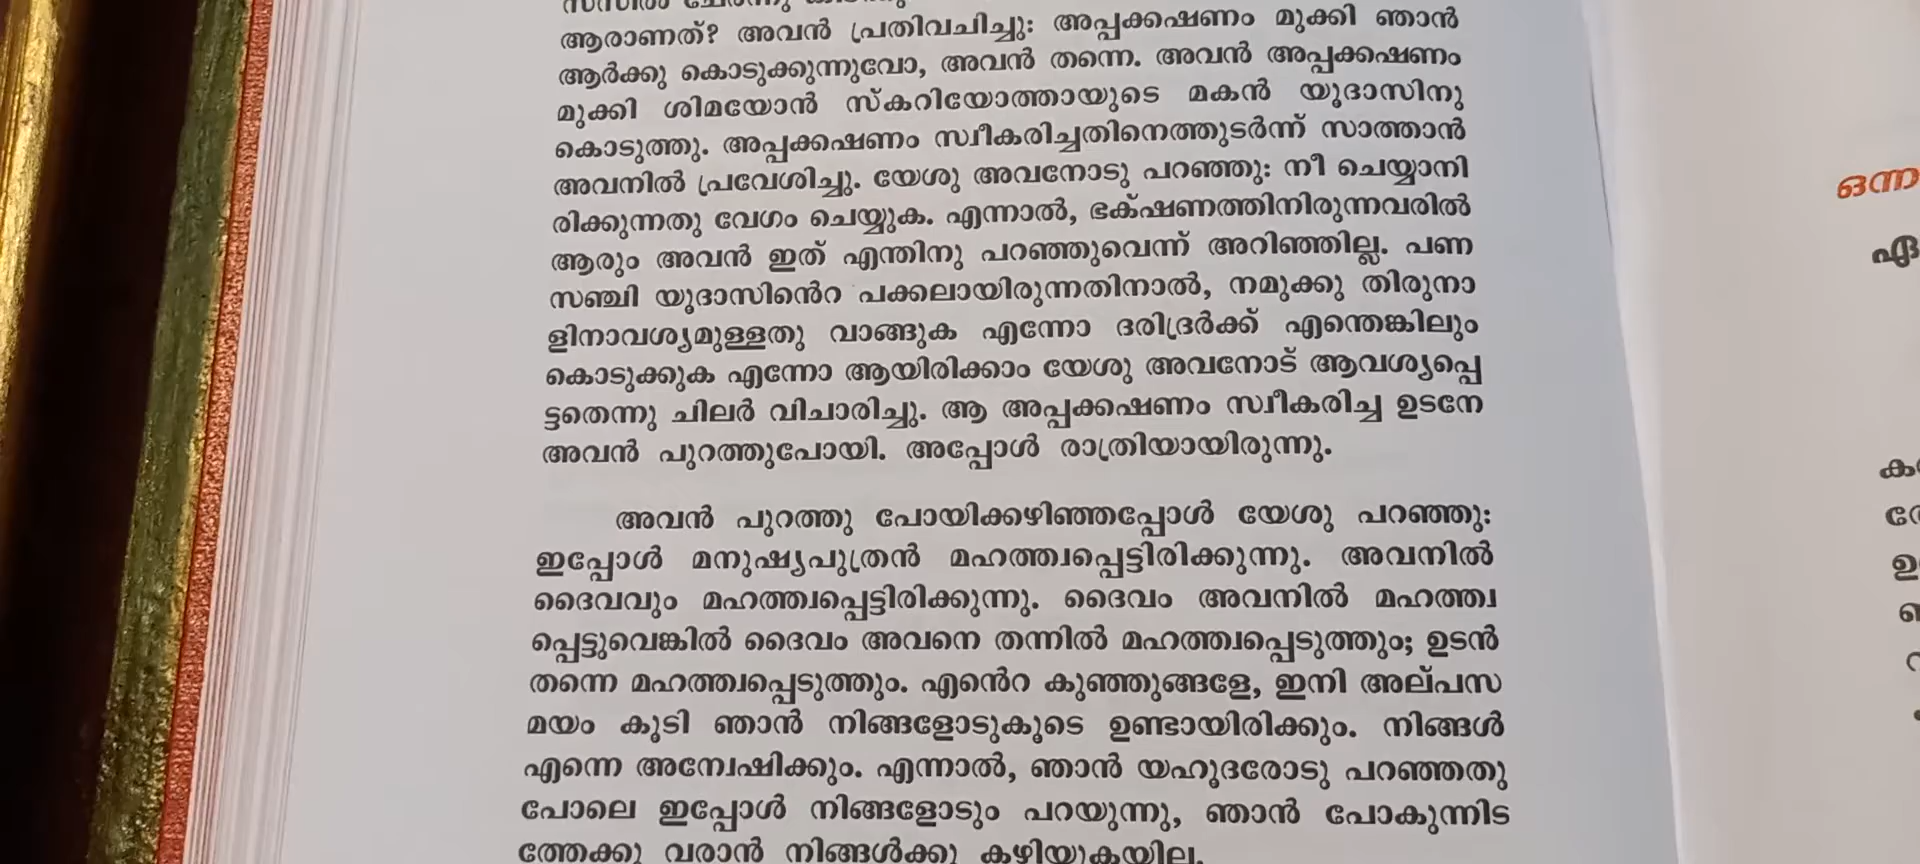 ആരാണത്? അവൻ പ്രതിവചിച്ചു: അപ്പക്കഷണം മുക്കി ഞാൻ
ആർക്കു കൊടുക്കുന്നുവോ, അവൻ തന്നെ. അവൻ അപ്പക്കഷണം
മുക്കി ശിമയോൻ സ്കറിയോത്തായുടെ മകൻ യൂദാസിനു
കൊടുത്തു. അപ്പക്കഷണം സ്വീകരിച്ചതിനെത്തുടർന്ന് സാത്താൻ
അവനിൽ പ്രവേശിച്ചു. യേശു അവനോടു പറഞ്ഞു: നീ ചെയ്യാനി
രിക്കുന്നതു വേഗം ചെയ്യുക. എന്നാൽ, ഭക്ഷണത്തിനിരുന്നവരിൽ
ആരും അവൻ ഇത് എന്തിനു പറഞ്ഞുവെന്ന് അറിഞ്ഞില്ല. പണ
സഞ്ചി യൂദാസിൻെറ പക്കലായിരുന്നതിനാൽ, നമുക്കു തിരുനാ
ളിനാവശ്യമുള്ളതു വാങ്ങുക എന്നോ ദരിദ്രർക്ക് എന്തെങ്കിലും
കൊടുക്കുക എന്നോ ആയിരിക്കാം യേശു അവനോട് ആവശ്യപ്പെ
ട്ടതെന്നു ചിലർ വിചാരിച്ചു. ആ അപ്പക്കഷണം സ്വീകരിച്ച ഉടനേ
അവൻ പുറത്തുപോയി. അപ്പോൾ രാത്രിയായിരുന്നു.
അവൻ പുറത്തു പോയിക്കഴിഞ്ഞപ്പോൾ യേശു പറഞ്ഞു:
ഇപ്പോൾ മനുഷ്യപുത്രൻ മഹത്ത്വപ്പെട്ടിരിക്കുന്നു. അവനിൽ
ദൈവവും മഹത്ത്വപ്പെട്ടിരിക്കുന്നു. ദൈവം അവനിൽ മഹത്ത്വ
പ്പെട്ടുവെങ്കിൽ ദൈവം അവനെ തന്നിൽ മഹത്ത്വപ്പെടുത്തും; ഉടൻ
തന്നെ മഹത്ത്വപ്പെടുത്തും. എൻെറ കുഞ്ഞുങ്ങളേ, ഇനി അല്പസ
മയം കൂടി ഞാൻ നിങ്ങളോടുകൂടെ ഉണ്ടായിരിക്കും. നിങ്ങൾ
എന്നെ അന്വേഷിക്കും. എന്നാൽ, ഞാൻ യഹൂദരോടു പറഞ്ഞതു
പോലെ ഇപ്പോൾ നിങ്ങളോടും പറയുന്നു, ഞാൻ പോകുന്നിട
ത്തേക്കു വരാൻ നിങ്ങൾക്കു കഴിയുകയില്ല.